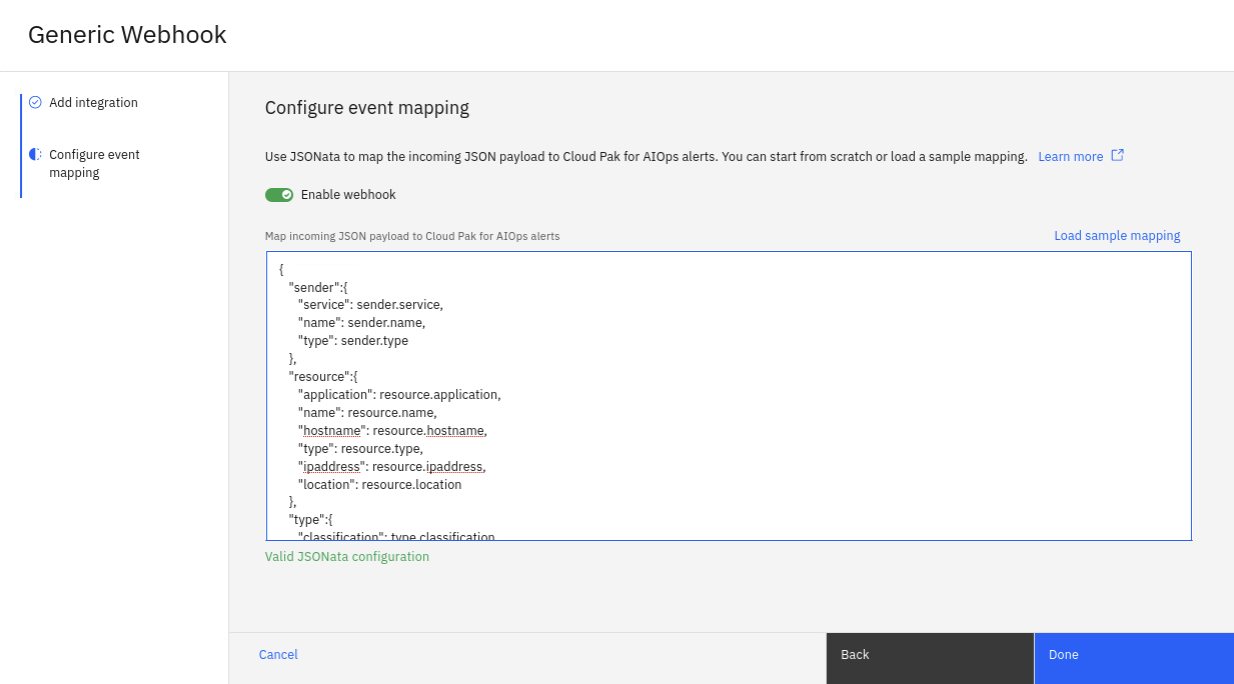 Generic Webhook
Add integration
Configure event
mapping
Configure event mapping
Use JSONata to map the incoming JSON payload to Cloud Pak for AIOps alerts. You can start from scratch or load a sample mapping. Learn more
Enable webhook
Map incoming JSON payload to Cloud Pak for AIOps alerts
Load sample mapping
{
"sender":{
"service": sender.service,
"name": sender.name,
"type": sender.type
},
"resource":{
"application": resource.application,
"name": resource.name,
"hostname": resource.hostname,
"type": resource.type,
"ipaddress": resource.ipaddress,
"location": resource.location
},
"type":{
"classification": type.classification
Valid JSONata configuration
Cancel
Back
Done